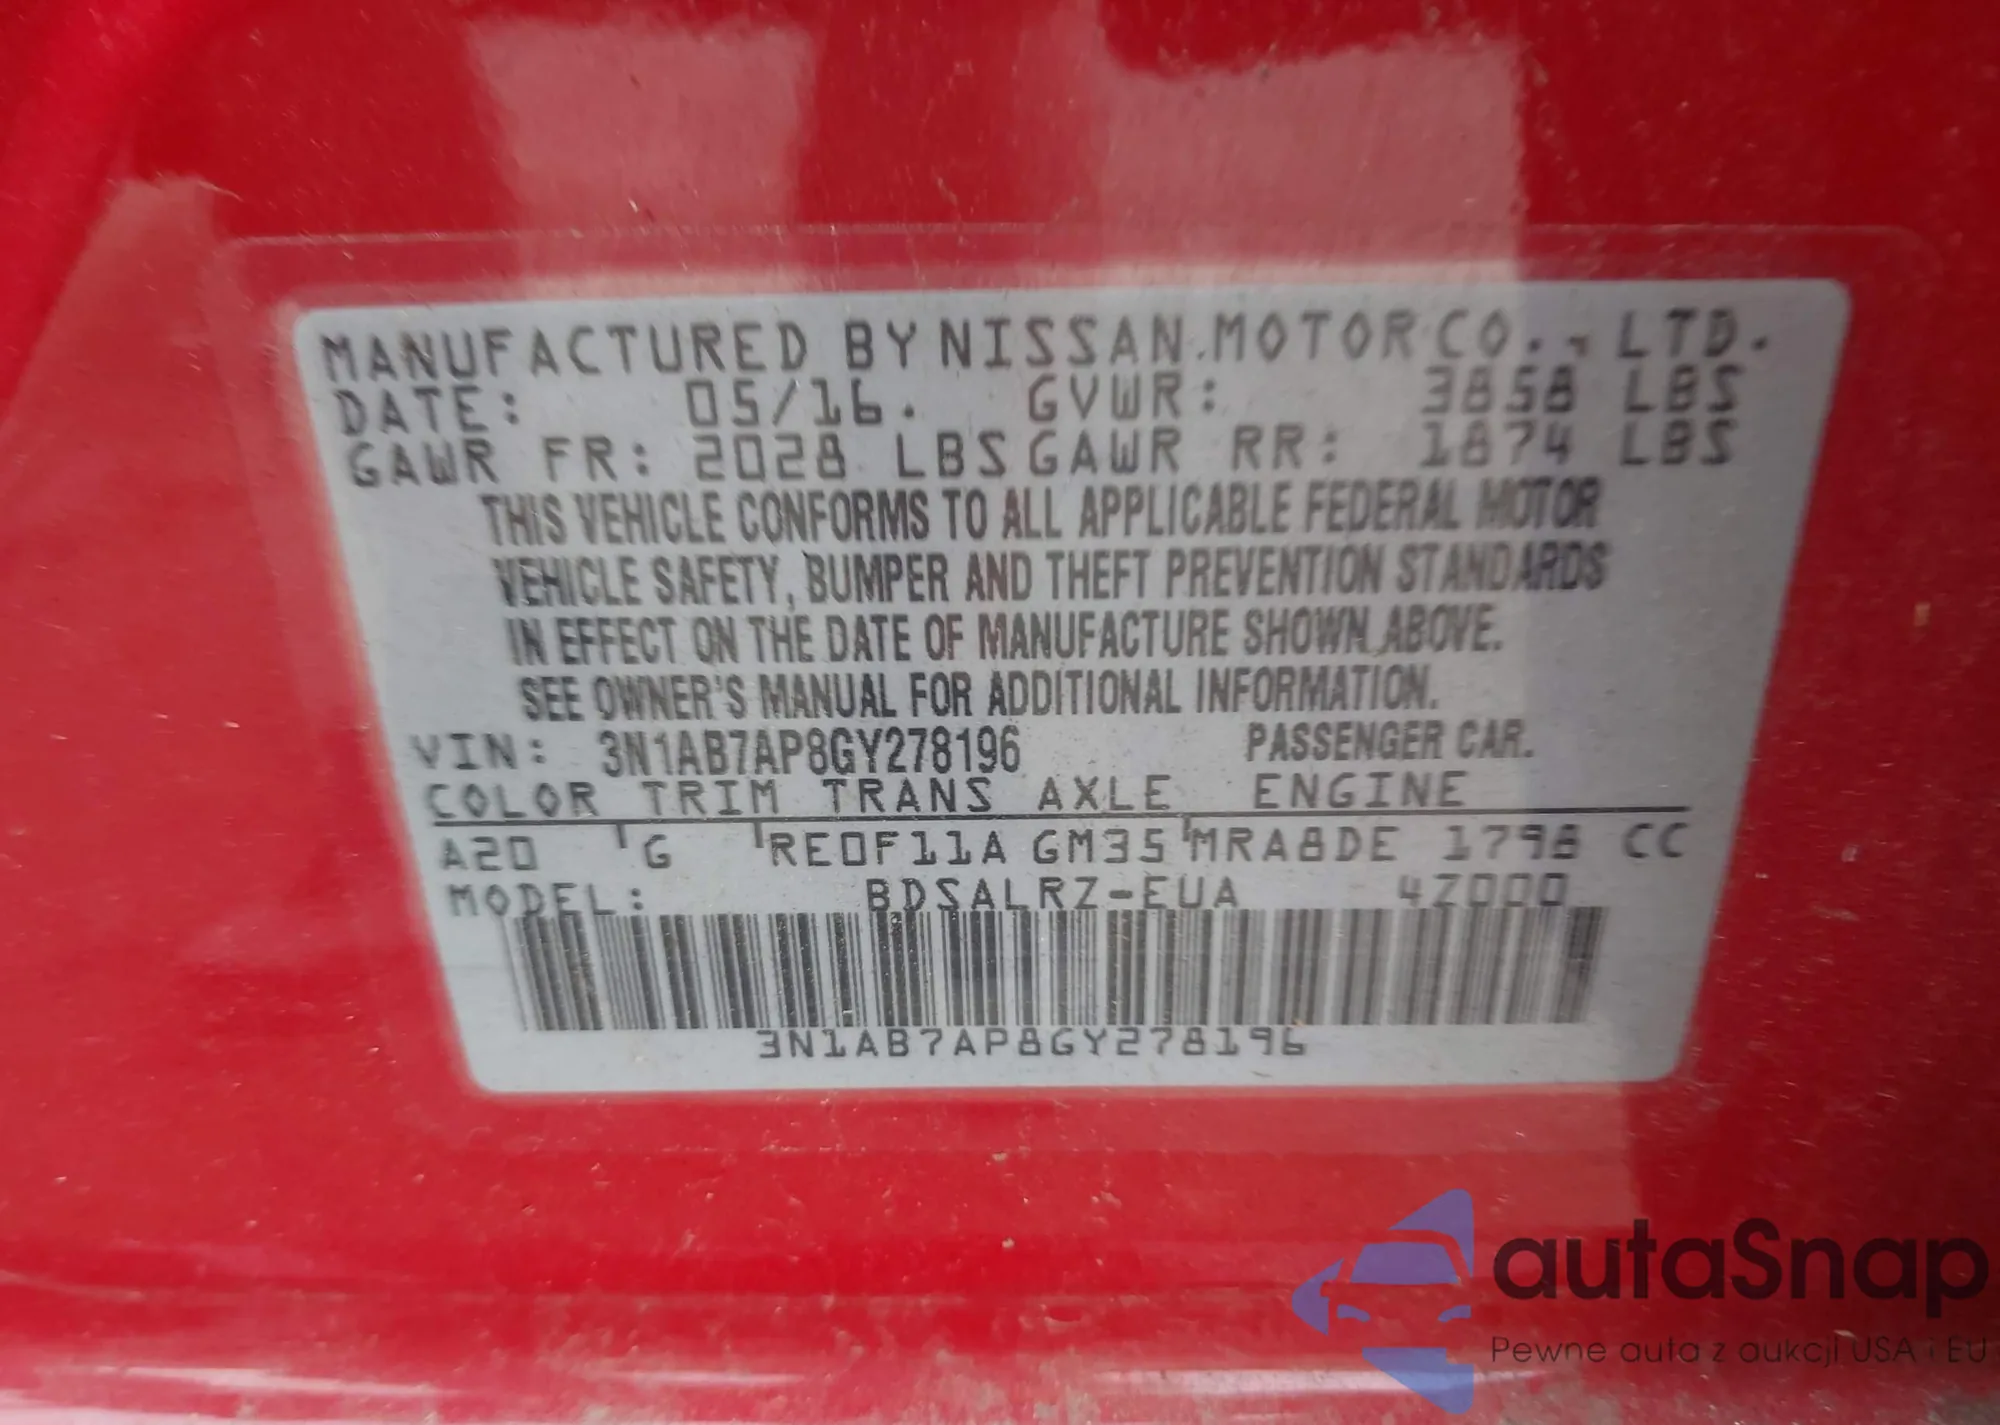 MANUFACTURED BY NISSAN MOTOR CO., LTD.
DATE: 05/16. GVWR: 3858 LBS
GAWR FR: 2028 LBS GAWR RR: 1874 LBS
THIS VEHICLE CONFORMS TO ALL APPLICABLE FEDERAL MOTOR
VEHICLE SAFETY, BUMPER AND THEFT PREVENTION STANDARDS
IN EFFECT ON THE DATE OF MANUFACTURE SHOWN ABOVE.
SEE OWNER'S MANUAL FOR ADDITIONAL INFORMATION.
VIN: 3N1AB7AP8GY278196 PASSENGER CAR.
COLOR TRIM TRANS AXLE ENGINE
A20 G RE0F11A GM35 MRA8DE 1798 CC
MODEL: BDSALRZ-EUA 4Z000
3N1AB7AP8GY278196
autaSnap
Pewne auta z aukcji USA i EU